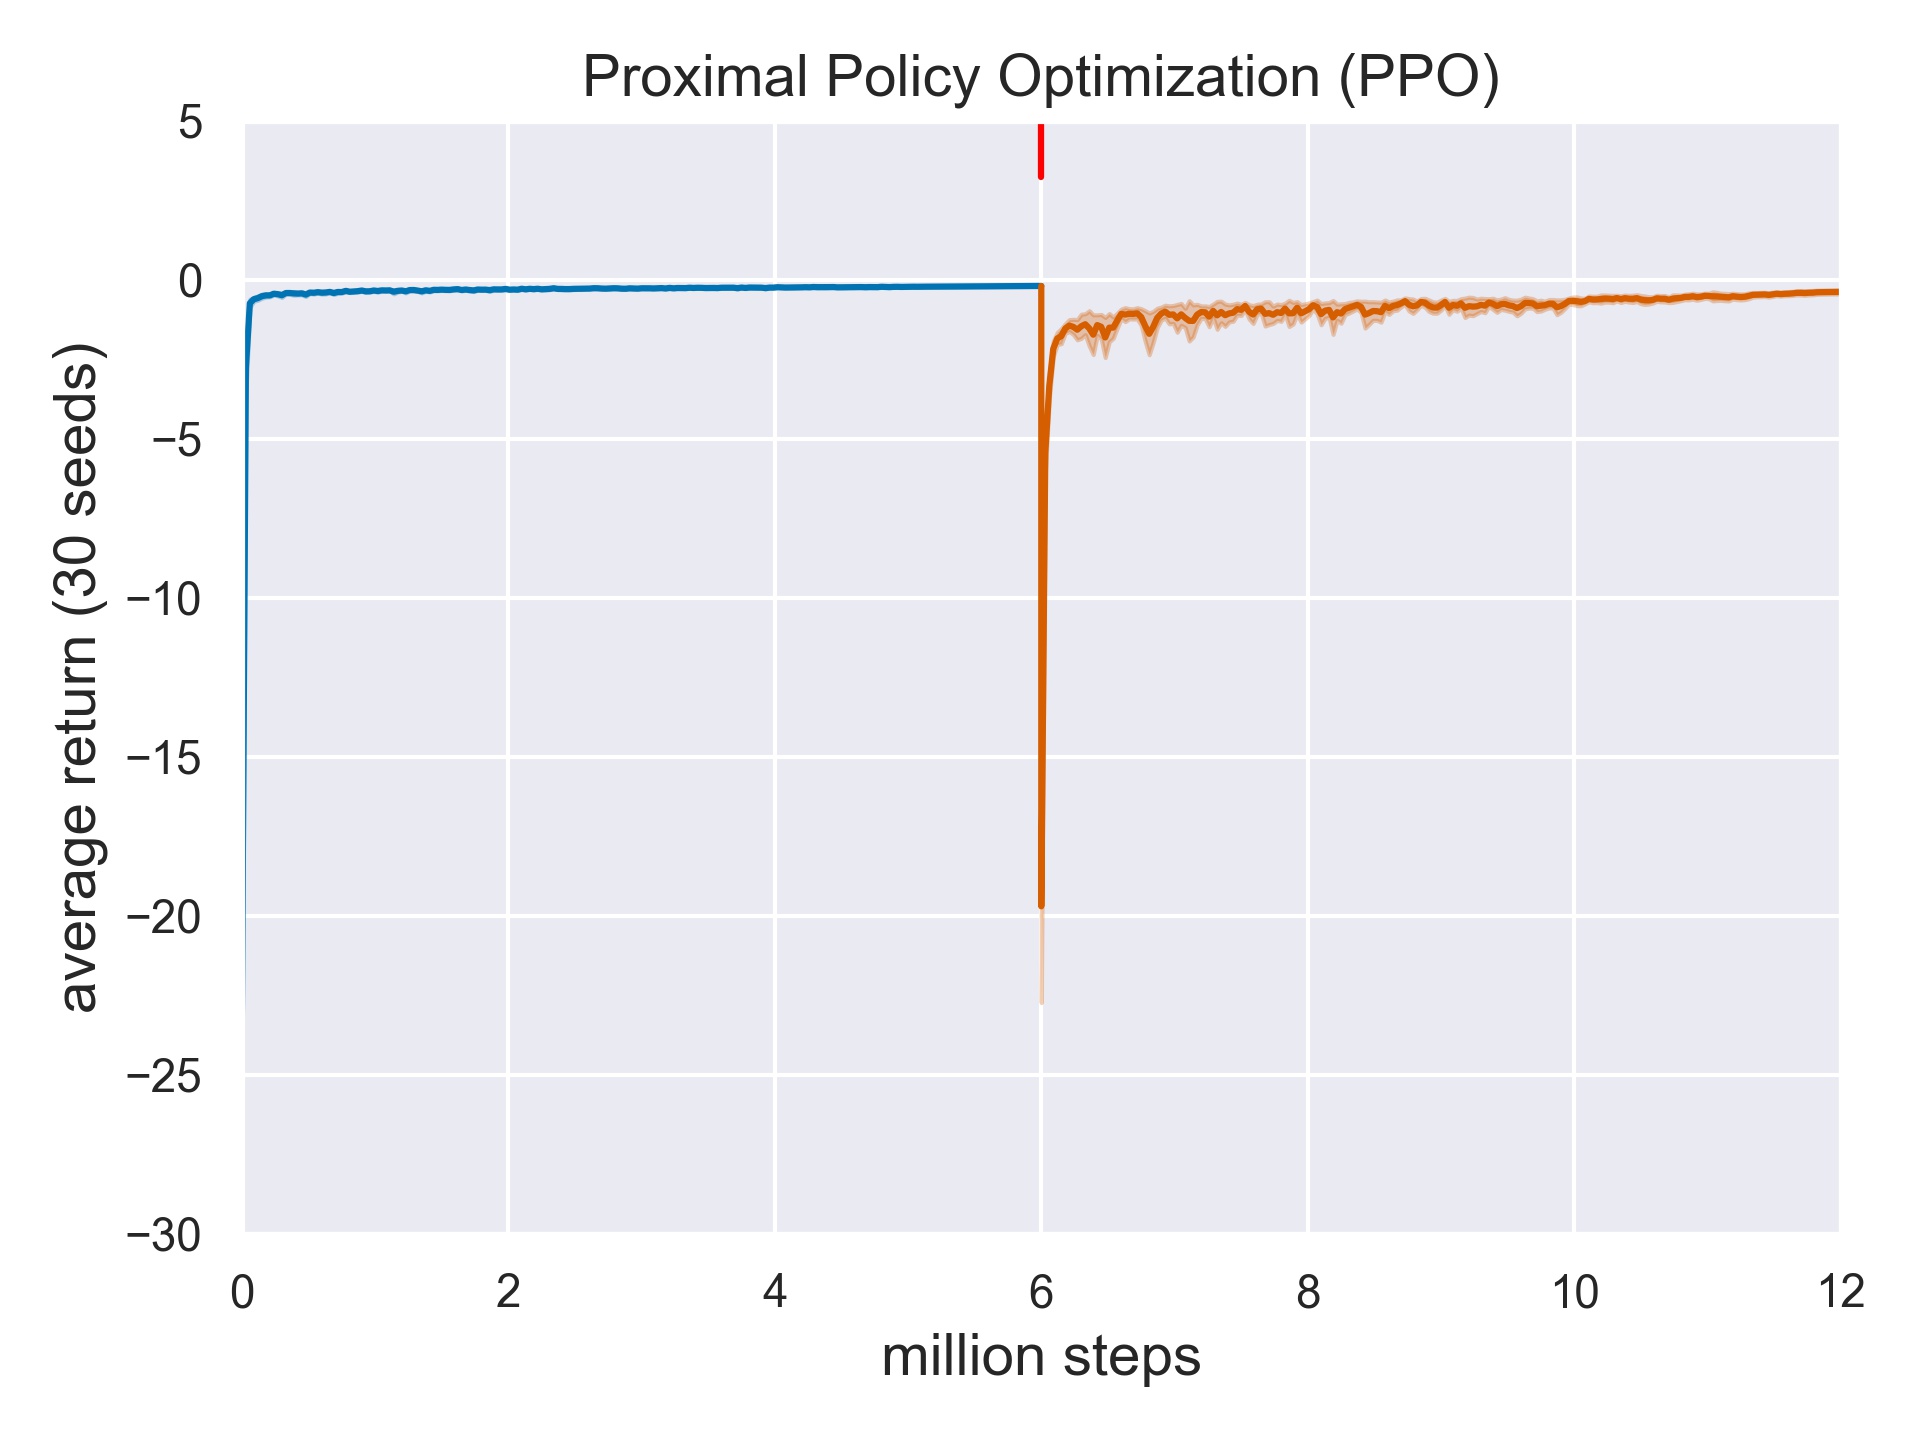 Proximal Policy Optimization (PPO)
average return (30 seeds)
5
0
−5
−10
−15
−20
−25
−30
0 2 4 6 8 10 12
million steps